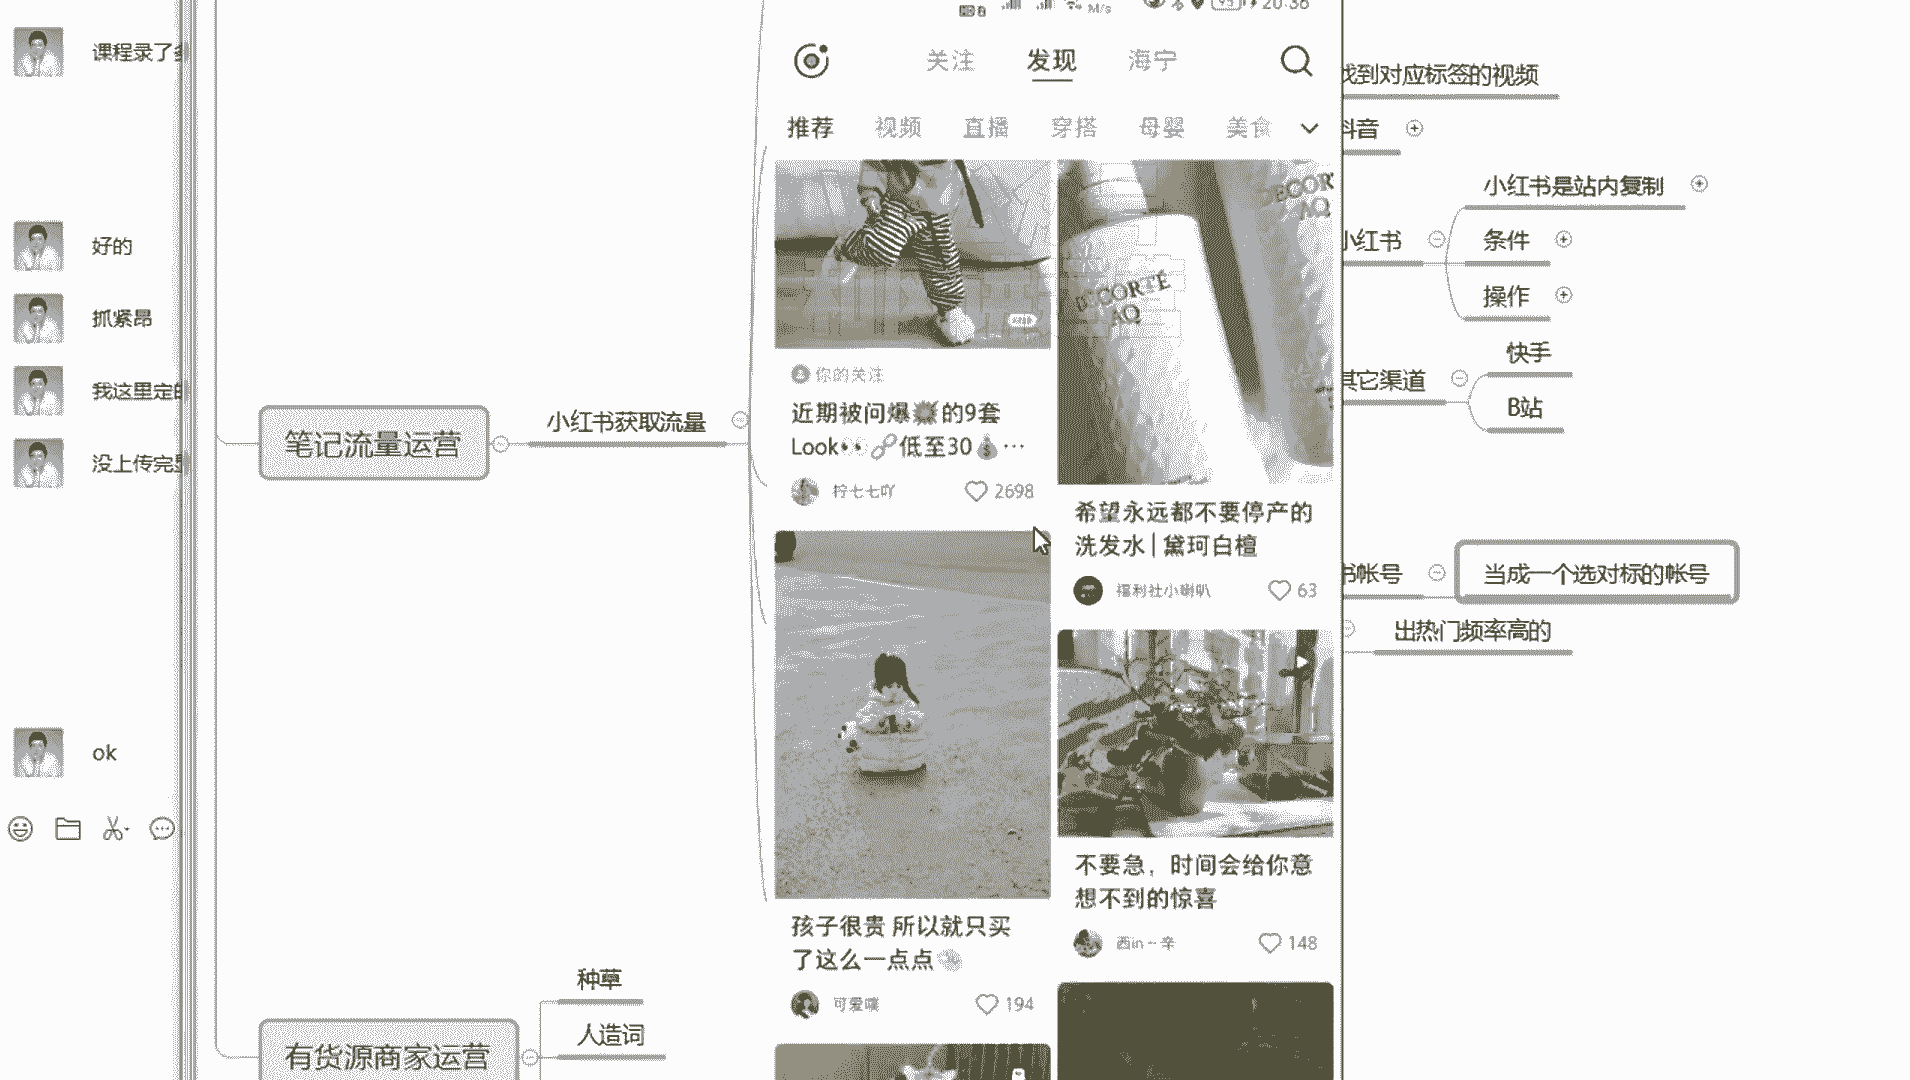 课程录了
好的
抓紧昂
我这里定
没上传完
ok
笔记流量运营
小红书获取流量
有货源商家运营
种草
人造词
M/s
20:36
关注
发现
海宁
推荐
视频
直播
穿搭
母婴
美食
你的关注
近期被问爆💥的9套
Look👀🔗低至30💰…
柠七七吖
2698
DECORTE
AQ
DECOR
AQ
希望永远都不要停产的
洗发水|黛珂白檀
福利社小喇叭
63
孩子很贵 所以就只买
了这么一点点
194
不要急，时间会给你意
想不到的惊喜
西in~辛
148
找到对应标签的视频
抖音
小红书
小红书是站内复制
条件
操作
其它渠道
快手
B站
书帐号
当成一个选对标的帐号
出热门频率高的